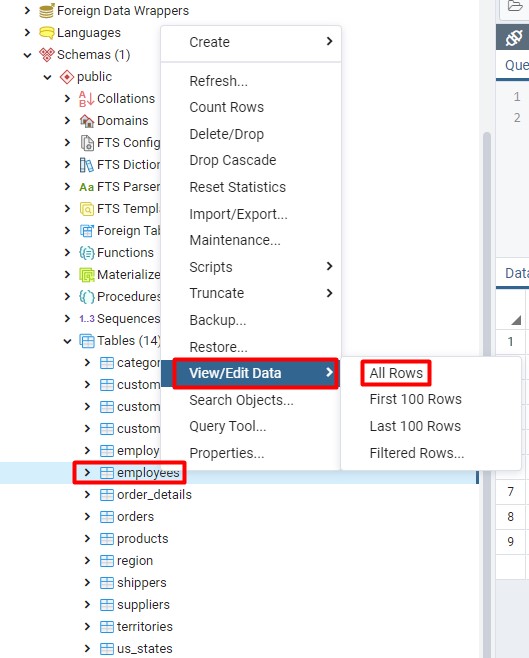 Foreign Data Wrappers
Languages
Schemas (1)
public
Collations
Domains
FTS Config
FTS Diction
FTS Parser
FTS Templa
Foreign Tab
Functions
Materialize
Procedures
1..3 Sequences
Tables (14)
categor
custom
custom
custom
employ
employees
order_details
orders
products
region
shippers
suppliers
territories
us_states
Create
Refresh...
Count Rows
Delete/Drop
Drop Cascade
Reset Statistics
Import/Export...
Maintenance...
Scripts
Truncate
Backup...
Restore...
View/Edit Data
Search Objects...
Query Tool...
Properties...
All Rows
First 100 Rows
Last 100 Rows
Filtered Rows...
Que
1
2
Data
1
7
8
9